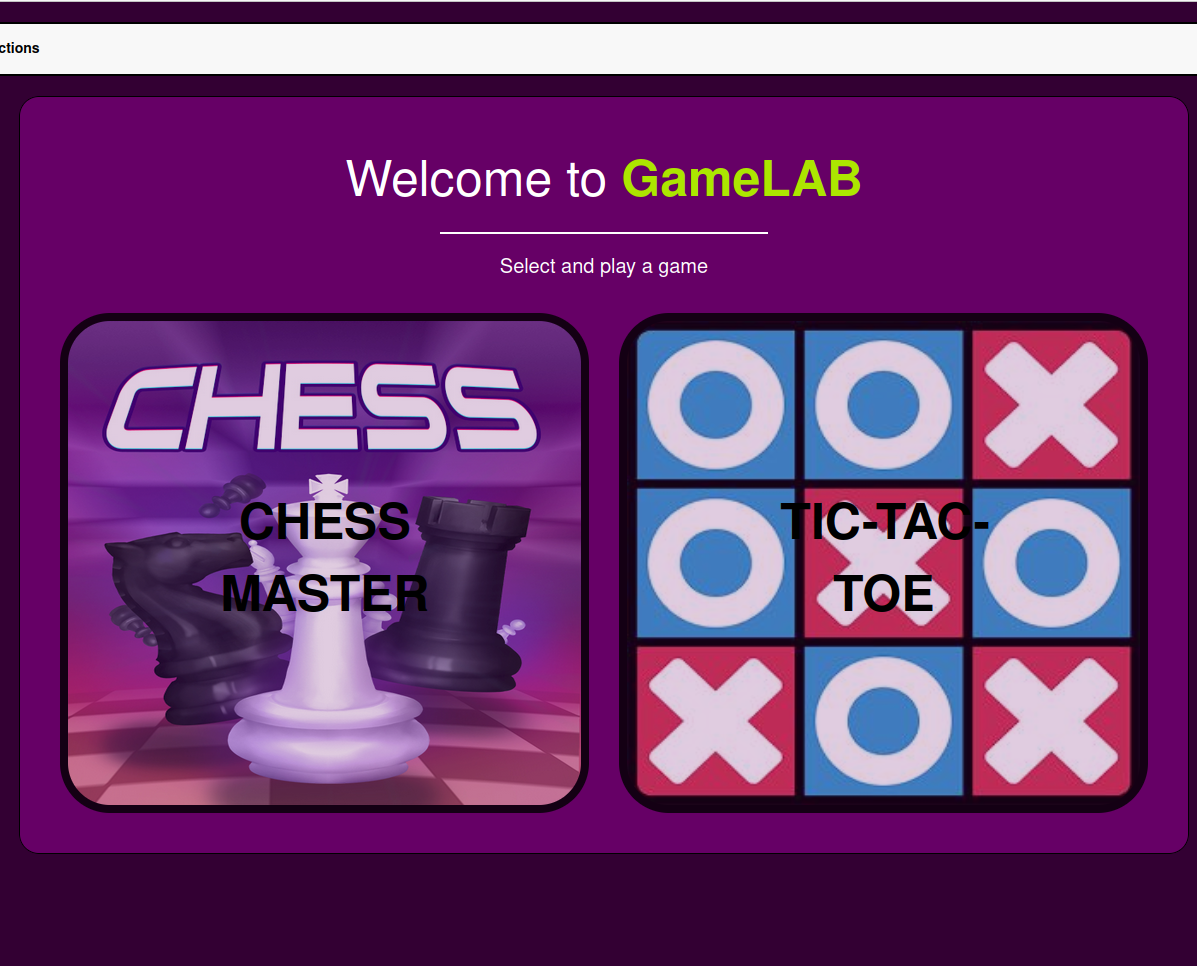 ctions
Welcome to GameLAB
Select and play a game
CHESS
CHESS
MASTER
O O X
TIC-TAC-
O X O
TOE
X O X